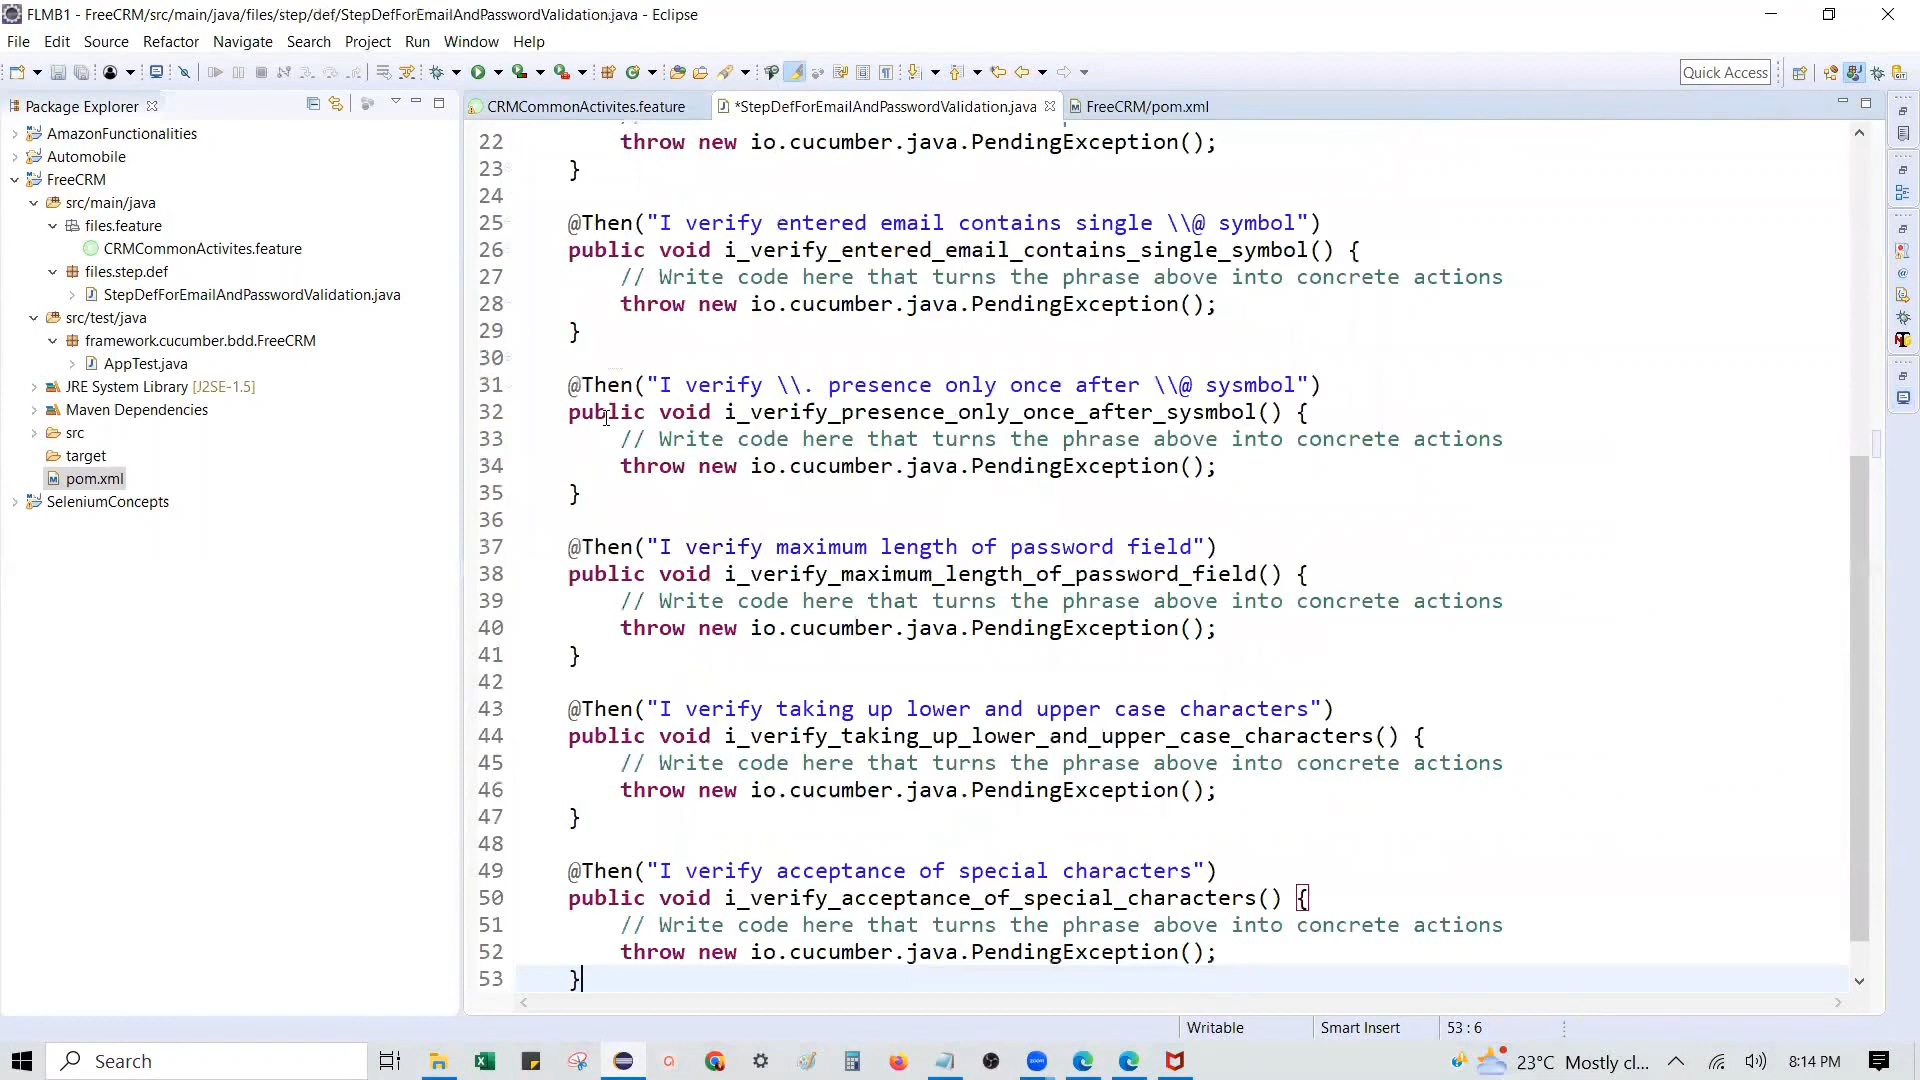 FLMB1 - FreeCRM/src/main/java/files/step/def/StepDefForEmailAndPasswordValidation.java - Eclipse
File Edit Source Refactor Navigate Search Project Run Window Help
Quick Access
Package Explorer
AmazonFunctionalities
Automobile
FreeCRM
src/main/java
files.feature
CRMCommonActivites.feature
files.step.def
StepDefForEmailAndPasswordValidation.java
src/test/java
framework.cucumber.bdd.FreeCRM
AppTest.java
JRE System Library [J2SE-1.5]
Maven Dependencies
src
target
pom.xml
SeleniumConcepts
CRMCommonActivites.feature *StepDefForEmailAndPasswordValidation.java FreeCRM/pom.xml
22 throw new io.cucumber.java.PendingException();
23 }
24
25 @Then("I verify entered email contains single \\@ symbol")
26 public void i_verify_entered_email_contains_single_symbol() {
27 // Write code here that turns the phrase above into concrete actions
28 throw new io.cucumber.java.PendingException();
29 }
30
31 @Then("I verify \\. presence only once after \\@ sysmbol")
32 public void i_verify_presence_only_once_after_sysmbol() {
33 // Write code here that turns the phrase above into concrete actions
34 throw new io.cucumber.java.PendingException();
35 }
36
37 @Then("I verify maximum length of password field")
38 public void i_verify_maximum_length_of_password_field() {
39 // Write code here that turns the phrase above into concrete actions
40 throw new io.cucumber.java.PendingException();
41 }
42
43 @Then("I verify taking up lower and upper case characters")
44 public void i_verify_taking_up_lower_and_upper_case_characters() {
45 // Write code here that turns the phrase above into concrete actions
46 throw new io.cucumber.java.PendingException();
47 }
48
49 @Then("I verify acceptance of special characters")
50 public void i_verify_acceptance_of_special_characters() {
51 // Write code here that turns the phrase above into concrete actions
52 throw new io.cucumber.java.PendingException();
53 }
Writable Smart Insert 53 : 6
Search
23°C Mostly cl... 8:14 PM